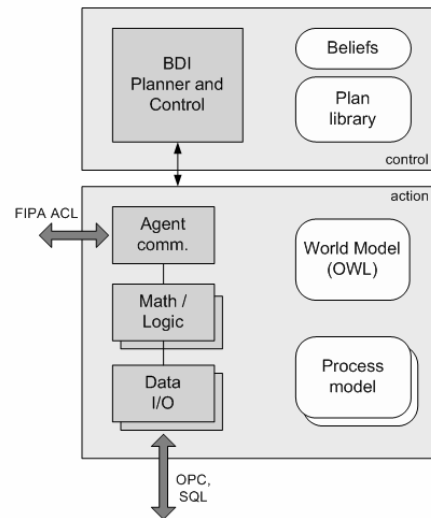 BDI
Planner and
Control
Beliefs
Plan
library
control
action
FIPA ACL
Agent
comm.
World Model
(OWL)
Math /
Logic
Process
model
Data
I/O
OPC,
SQL